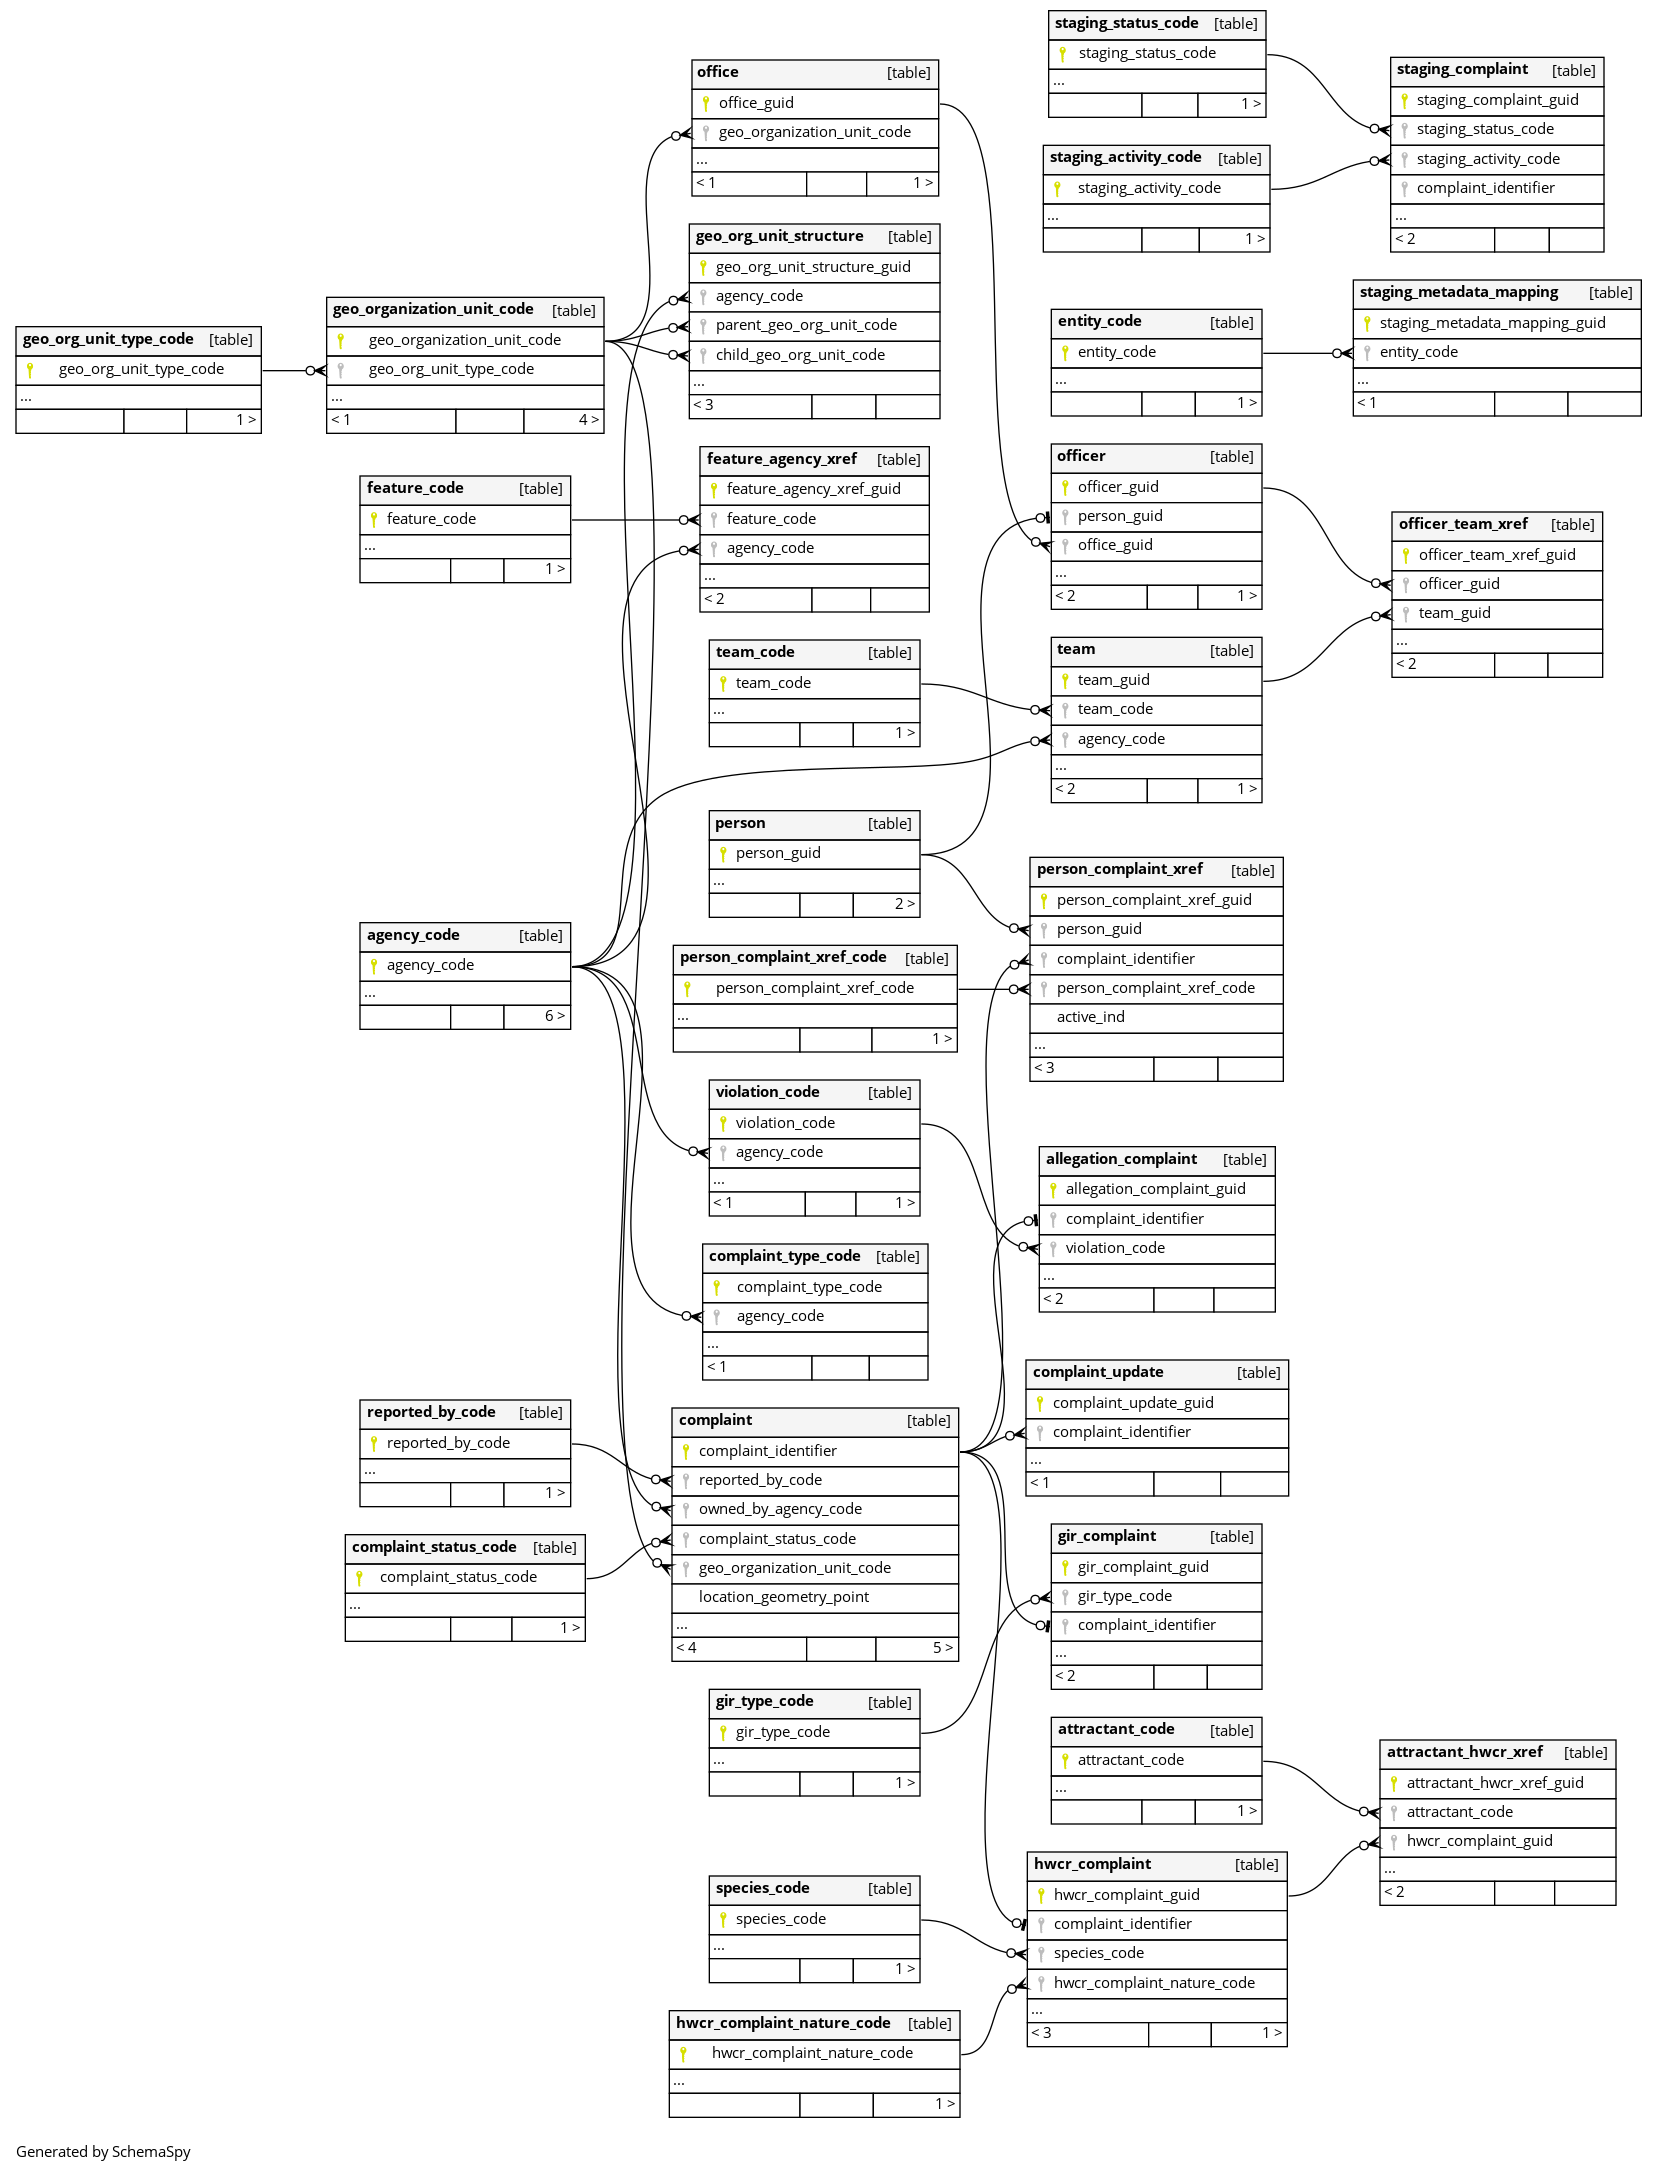 geo_org_unit_type_code [table]
geo_org_unit_type_code
...
1 >
geo_organization_unit_code [table]
geo_organization_unit_code
geo_org_unit_type_code
...
< 1 4 >
feature_code [table]
feature_code
...
1 >
agency_code [table]
agency_code
...
6 >
reported_by_code [table]
reported_by_code
...
1 >
complaint_status_code [table]
complaint_status_code
...
1 >
office [table]
office_guid
geo_organization_unit_code
...
< 1 1 >
geo_org_unit_structure [table]
geo_org_unit_structure_guid
agency_code
parent_geo_org_unit_code
child_geo_org_unit_code
...
< 3
feature_agency_xref [table]
feature_agency_xref_guid
feature_code
agency_code
...
< 2
team_code [table]
team_code
...
1 >
person [table]
person_guid
...
2 >
person_complaint_xref_code [table]
person_complaint_xref_code
...
1 >
violation_code [table]
violation_code
agency_code
...
< 1 1 >
complaint_type_code [table]
complaint_type_code
agency_code
...
< 1
complaint [table]
complaint_identifier
reported_by_code
owned_by_agency_code
complaint_status_code
geo_organization_unit_code
location_geometry_point
...
< 4 5 >
gir_type_code [table]
gir_type_code
...
1 >
species_code [table]
species_code
...
1 >
hwcr_complaint_nature_code [table]
hwcr_complaint_nature_code
...
1 >
staging_status_code [table]
staging_status_code
...
1 >
staging_activity_code [table]
staging_activity_code
...
1 >
entity_code [table]
entity_code
...
1 >
officer [table]
officer_guid
person_guid
office_guid
...
< 2 1 >
team [table]
team_guid
team_code
agency_code
...
< 2 1 >
person_complaint_xref [table]
person_complaint_xref_guid
person_guid
complaint_identifier
person_complaint_xref_code
active_ind
...
< 3
allegation_complaint [table]
allegation_complaint_guid
complaint_identifier
violation_code
...
< 2
complaint_update [table]
complaint_update_guid
complaint_identifier
...
< 1
gir_complaint [table]
gir_complaint_guid
gir_type_code
complaint_identifier
...
< 2
attractant_code [table]
attractant_code
...
1 >
hwcr_complaint [table]
hwcr_complaint_guid
complaint_identifier
species_code
hwcr_complaint_nature_code
...
< 3 1 >
staging_complaint [table]
staging_complaint_guid
staging_status_code
staging_activity_code
complaint_identifier
...
< 2
staging_metadata_mapping [table]
staging_metadata_mapping_guid
entity_code
...
< 1
officer_team_xref [table]
officer_team_xref_guid
officer_guid
team_guid
...
< 2
attractant_hwcr_xref [table]
attractant_hwcr_xref_guid
attractant_code
hwcr_complaint_guid
...
< 2
Generated by SchemaSpy